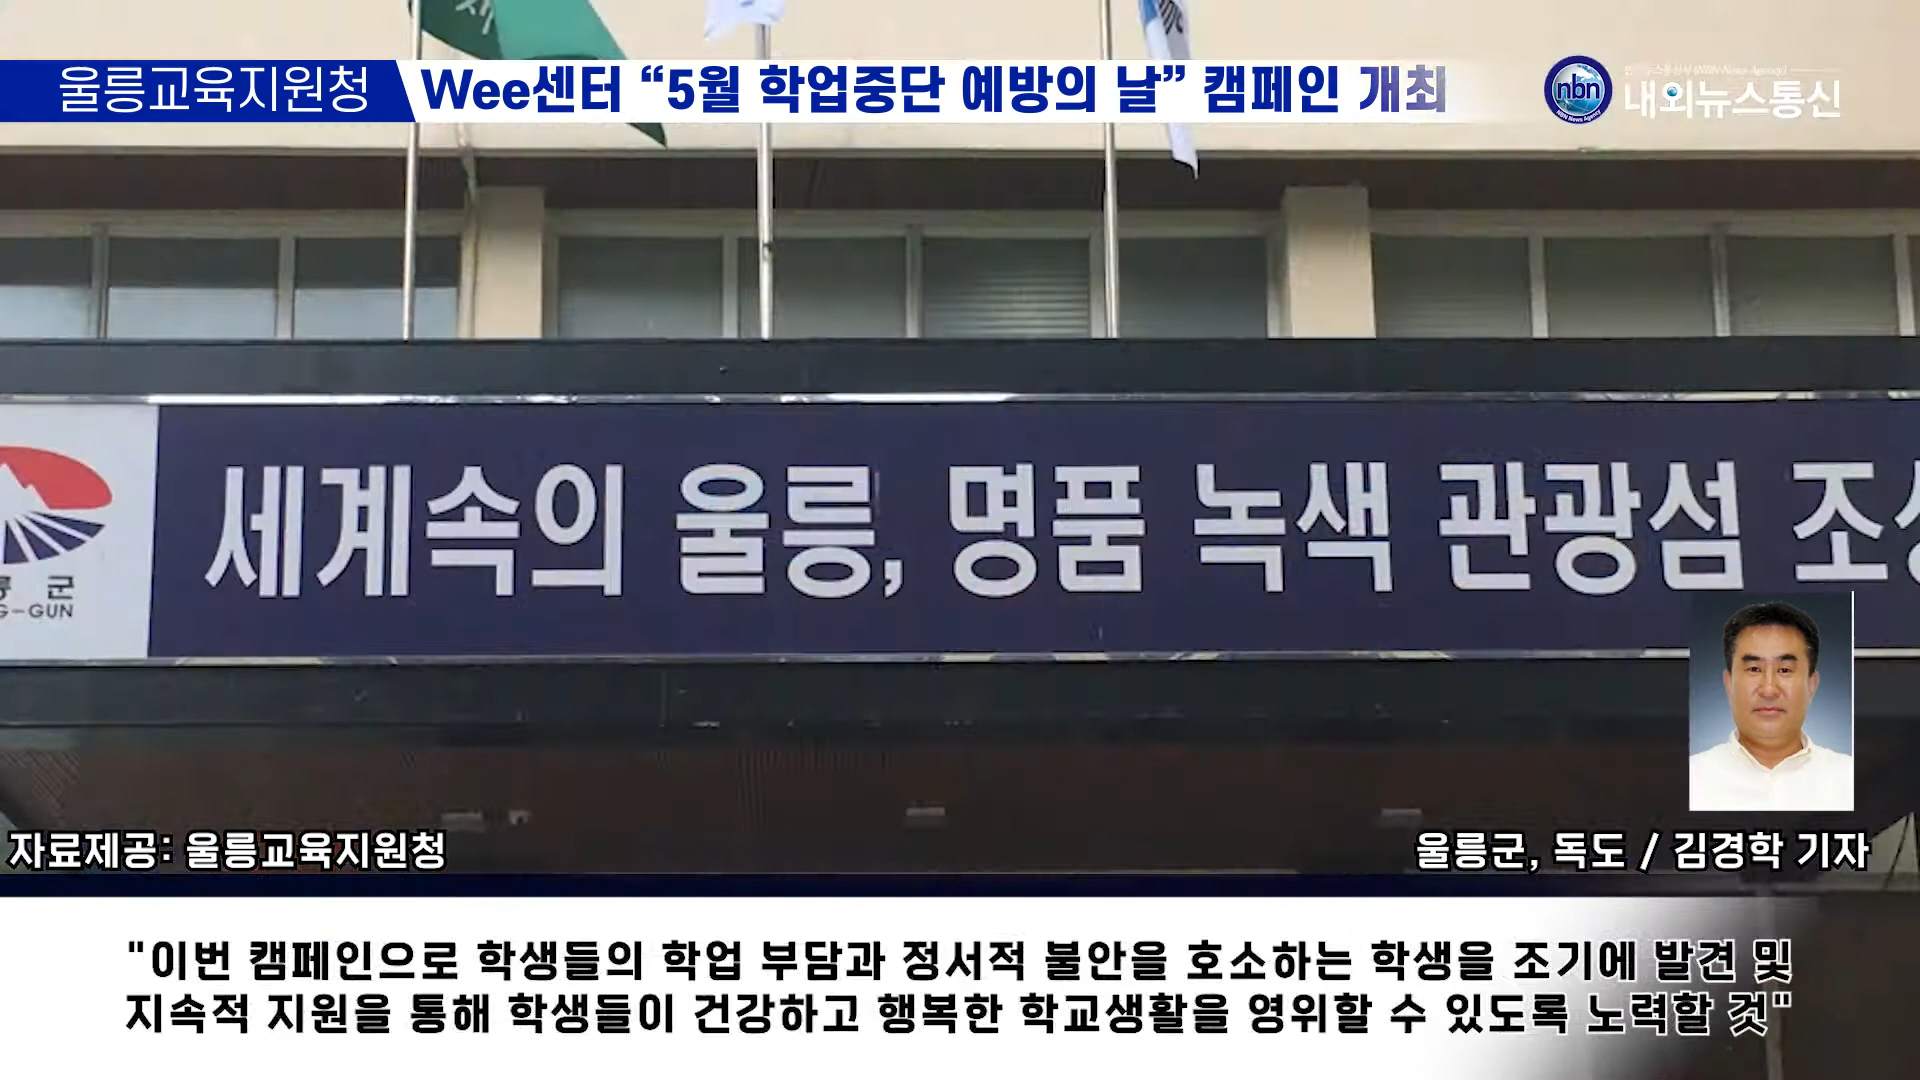 울릉교육지원청 Wee센터 “5월 학업중단 예방의 날” 캠페인 개최
nbn
NBN News Agency
내외뉴스통신
세계속의 울릉, 명품 녹색 관광섬
릉 군
G-GUN
자료제공: 울릉교육지원청
울릉군, 독도 / 김경학 기자
"이번 캠페인으로 학생들의 학업 부담과 정서적 불안을 호소하는 학생을 조기에 발견 및
지속적 지원을 통해 학생들이 건강하고 행복한 학교생활을 영위할 수 있도록 노력할 것"